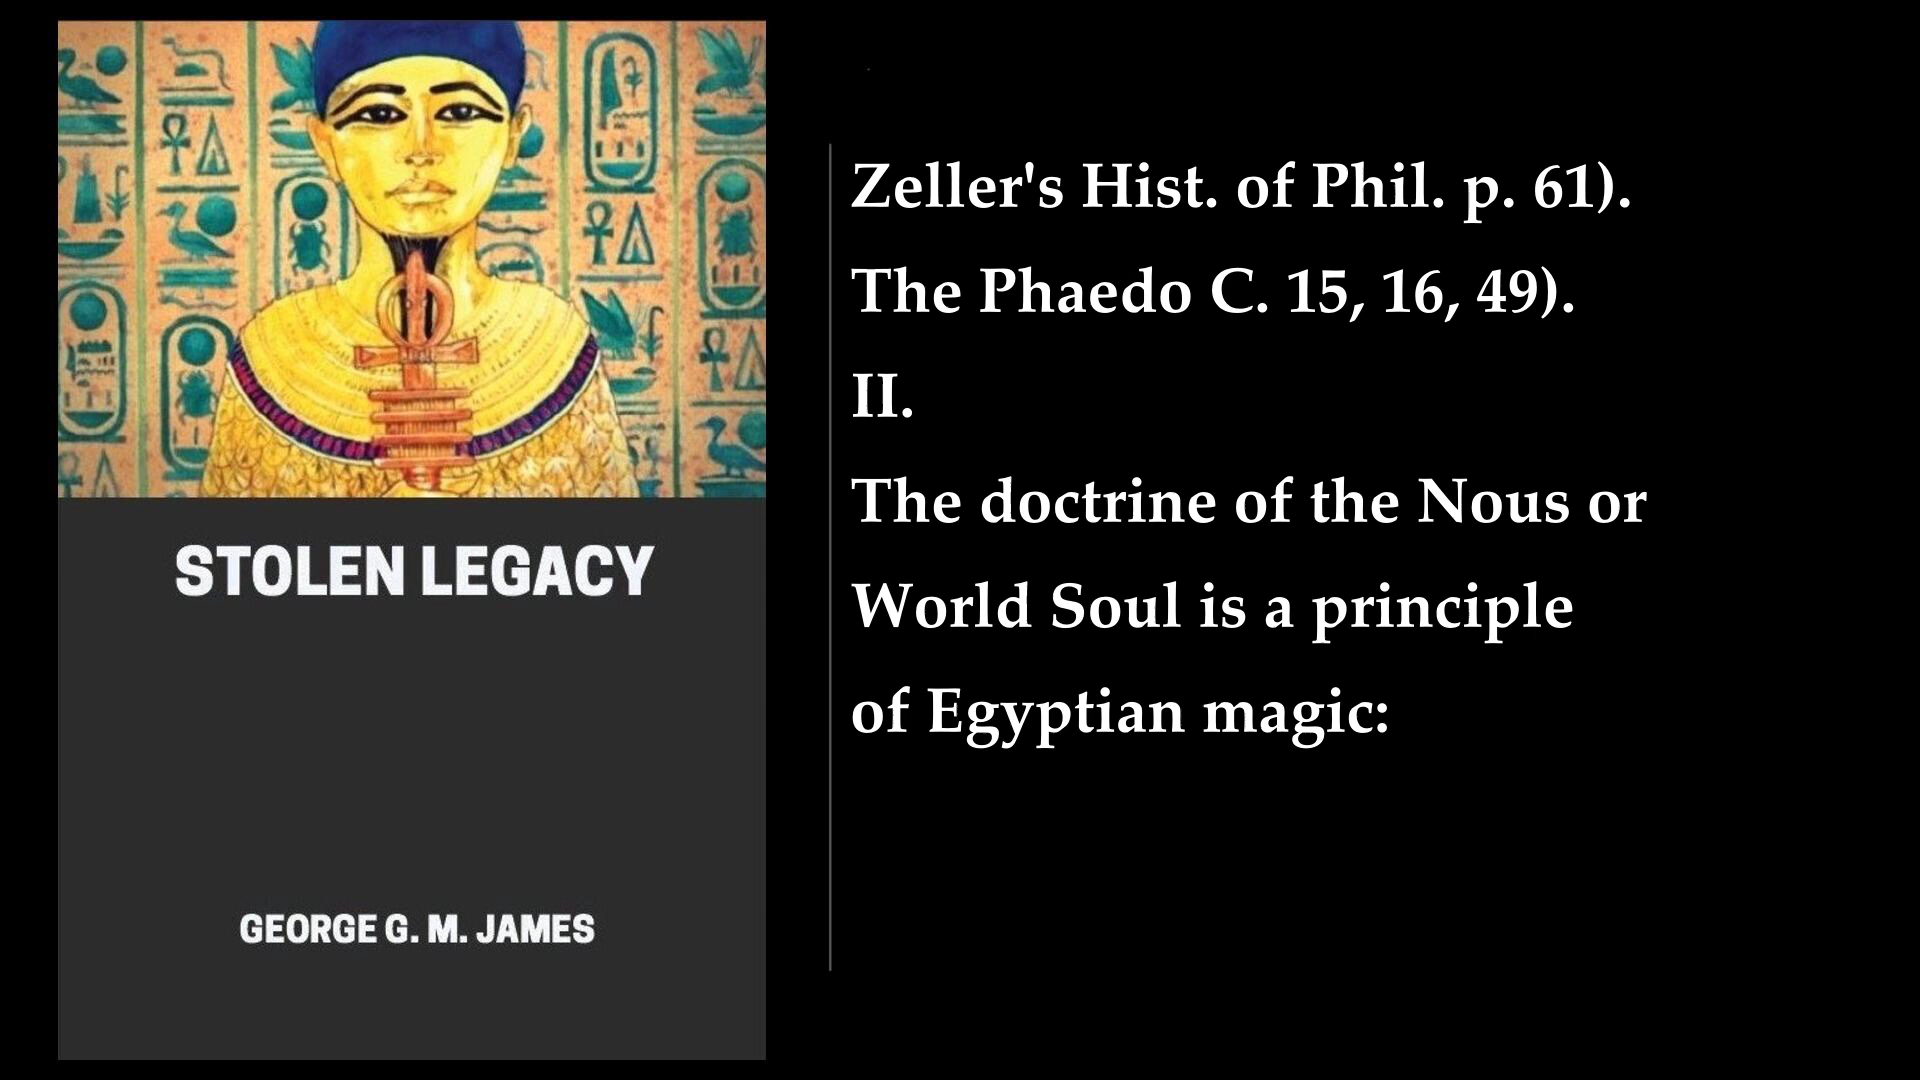 STOLEN LEGACY
GEORGE G. M. JAMES
Zeller's Hist. of Phil. p. 61).
The Phaedo C. 15, 16, 49).
II.
The doctrine of the Nous or
World Soul is a principle
of Egyptian magic: